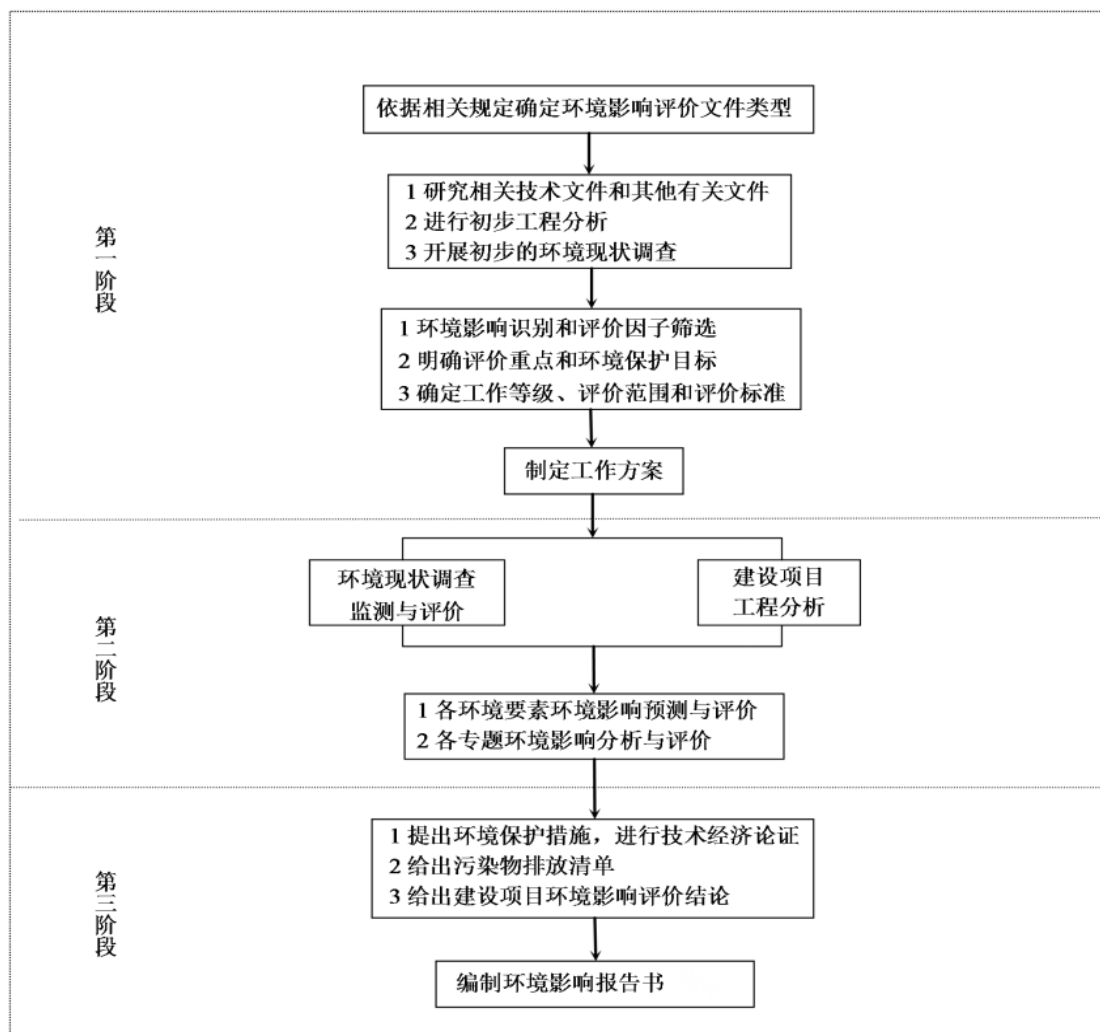 依据相关规定确定环境影响评价文件类型
1 研究相关技术文件和其他有关文件
2 进行初步工程分析
3 开展初步的环境现状调查
第一阶段
1 环境影响识别和评价因子筛选
2 明确评价重点和环境保护目标
3 确定工作等级、评价范围和评价标准
制定工作方案
环境现状调查
监测与评价
建设项目
工程分析
第二阶段
1 各环境要素环境影响预测与评价
2 各专题环境影响分析与评价
1 提出环境保护措施，进行技术经济论证
2 给出污染物排放清单
3 给出建设项目环境影响评价结论
第三阶段
编制环境影响报告书